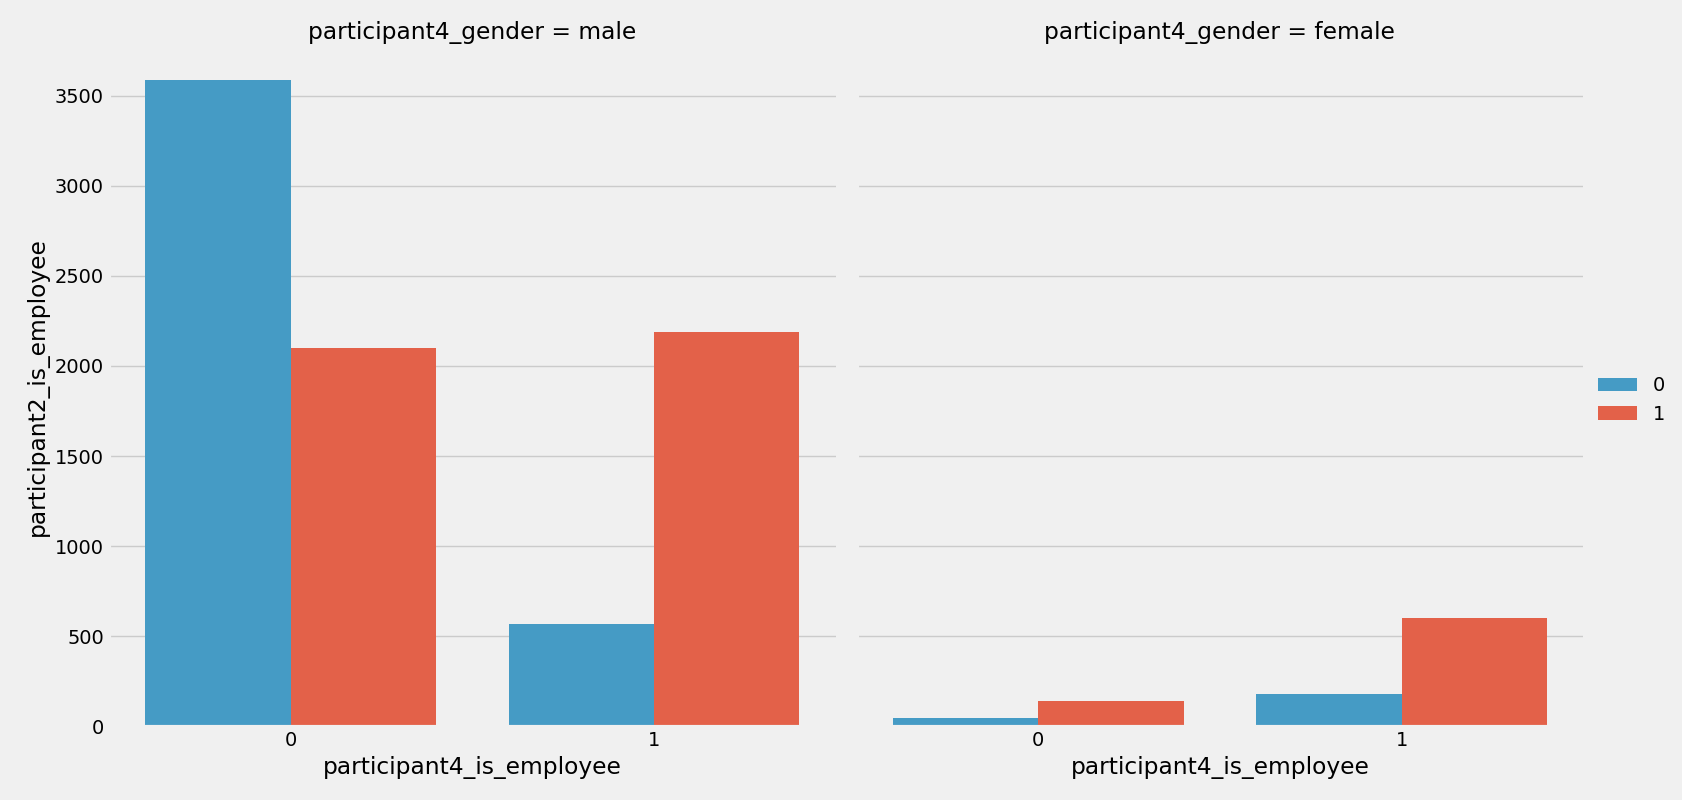 participant4_gender = male
participant4_gender = female
participant2_is_employee
3500
3000
2500
2000
1500
1000
500
0
0
1
0
1
participant4_is_employee
participant4_is_employee
0
1